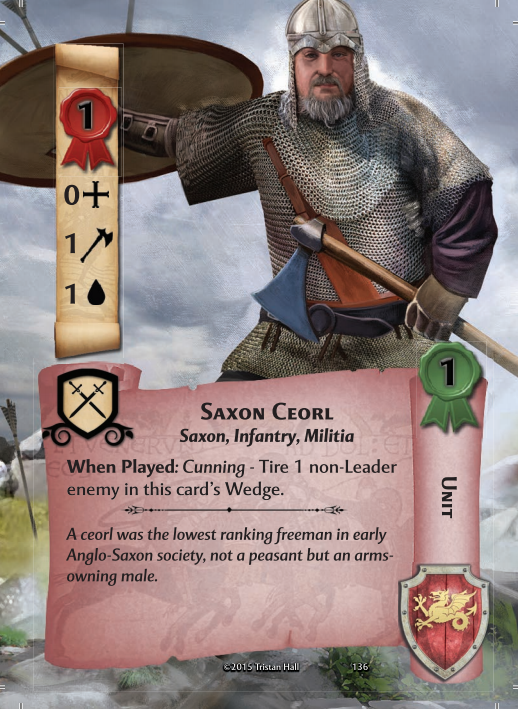 1
0
1
1
1
Saxon Ceorl
Saxon, Infantry, Militia
When Played: Cunning - Tire 1 non-Leader
enemy in this card's Wedge.
A ceorl was the lowest ranking freeman in early
Anglo-Saxon society, not a peasant but an arms-
owning male.
Unit
©2015 Tristan Hall
136